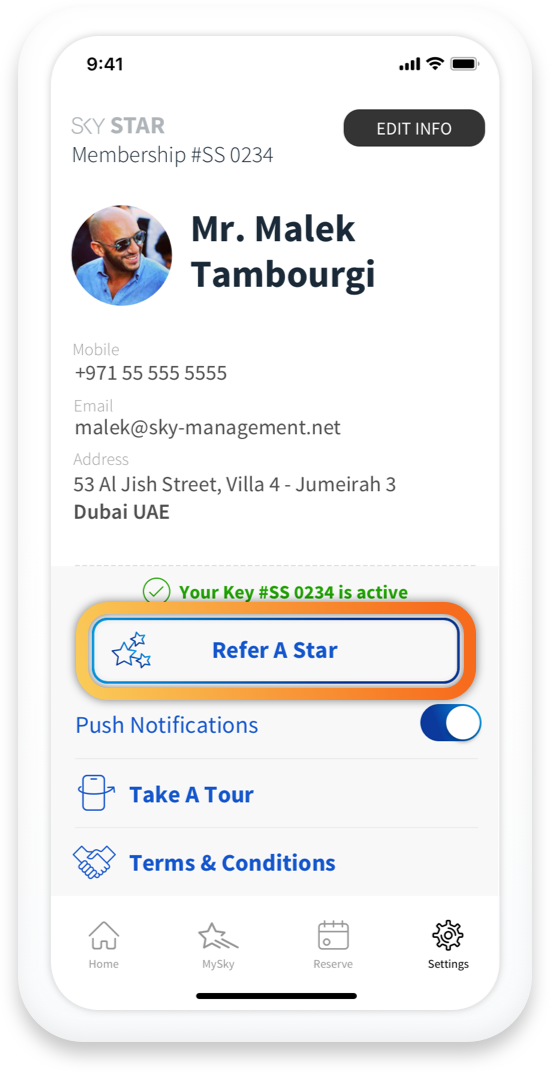 9:41
SKY STAR
EDIT INFO
Membership #SS 0234
Mr. Malek
Tambourgi
Mobile
+971 55 555 5555
Email
malek@sky-management.net
Address
53 Al Jish Street, Villa 4 - Jumeirah 3
Dubai UAE
Your Key #SS 0234 is active
Refer A Star
Push Notifications
Take A Tour
Terms & Conditions
Home
MySky
Reserve
Settings